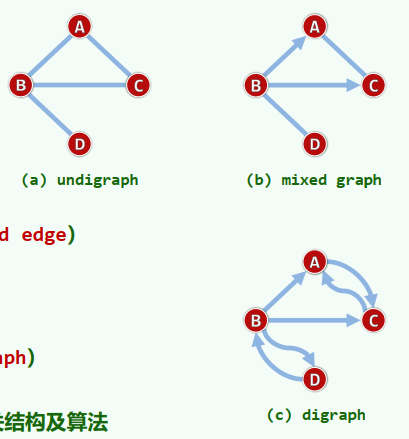 A
A
B
C
B
C
D
D
(a) undigraph
(b) mixed graph
d edge)
A
B
C
aph)
D
结构及算法
(c) digraph